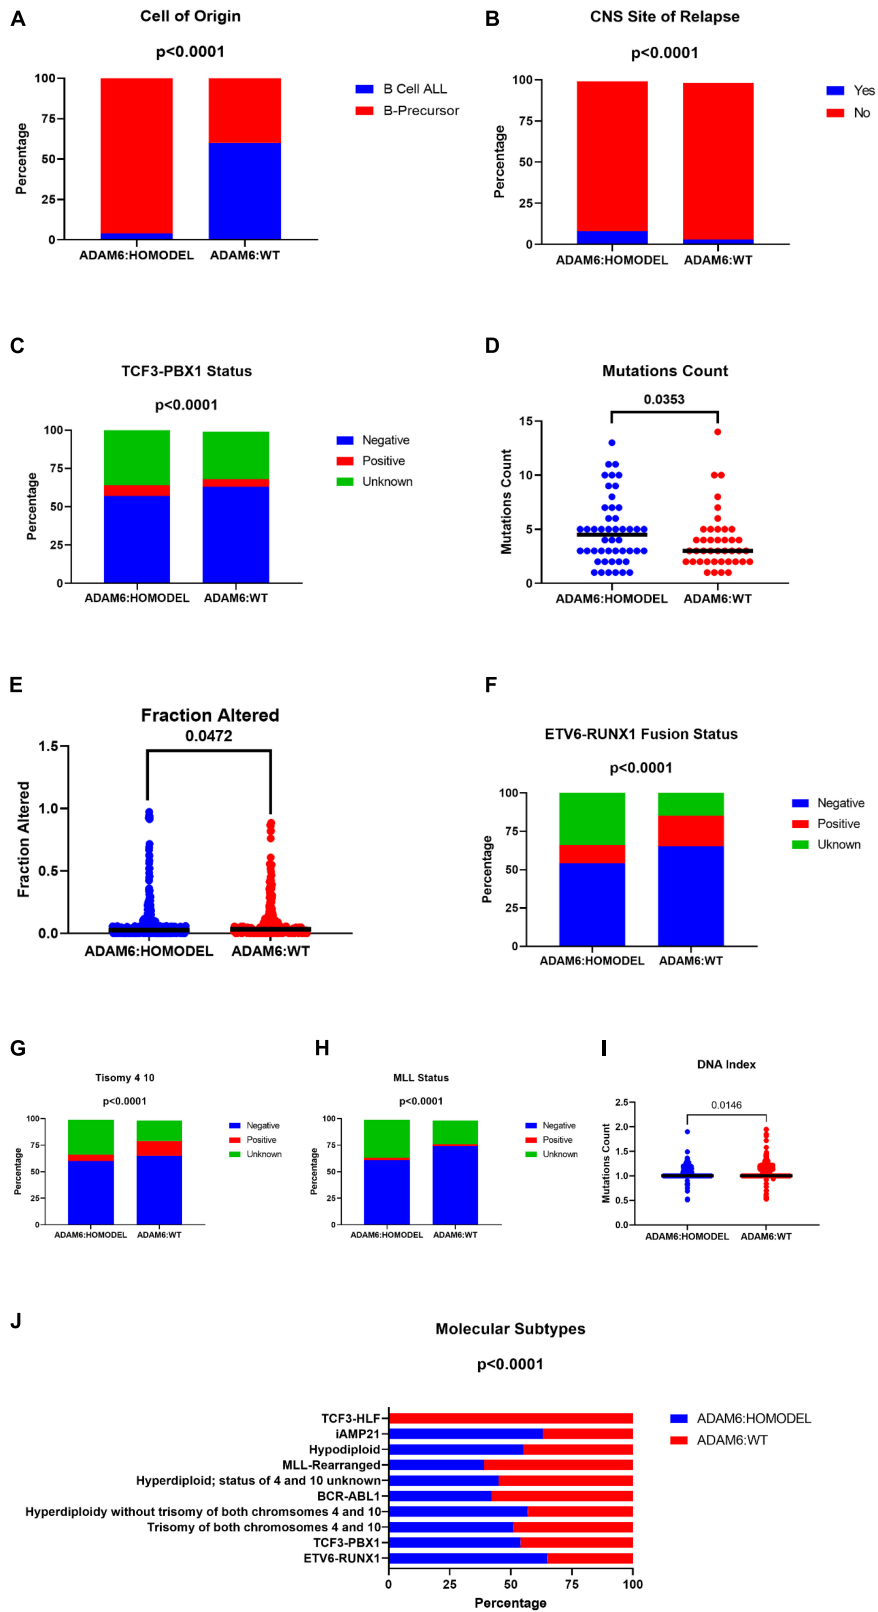 A
Cell of Origin
p<0.0001
100
75
50
25
0
Percentage
ADAM6:HOMODEL
ADAM6:WT
B Cell ALL
B-Precursor
B
CNS Site of Relapse
p<0.0001
100
75
50
25
0
Percentage
ADAM6:HOMODEL
ADAM6:WT
Yes
No
C
TCF3-PBX1 Status
p<0.0001
100
75
50
25
0
Percentage
ADAM6:HOMODEL
ADAM6:WT
Negative
Positive
Unknown
D
Mutations Count
0.0353
15
10
5
0
Mutations Count
ADAM6:HOMODEL
ADAM6:WT
E
Fraction Altered
0.0472
1.5
1.0
0.5
0.0
Fraction Altered
ADAM6:HOMODEL
ADAM6:WT
F
ETV6-RUNX1 Fusion Status
p<0.0001
100
75
50
25
0
Percentage
ADAM6:HOMODEL
ADAM6:WT
Negative
Positive
Uknown
G
Tisomy 4 10
p<0.0001
100
75
50
25
0
Percentage
ADAM6:HOMODEL
ADAM6:WT
Negative
Positive
Unknown
H
MLL Status
p<0.0001
100
75
50
25
0
Percentage
ADAM6:HOMODEL
ADAM6:WT
Negative
Positive
Unknown
I
DNA Index
0.0146
2.5
2.0
1.5
1.0
0.5
0.0
Mutations Count
ADAM6:HOMODEL
ADAM6:WT
J
Molecular Subtypes
p<0.0001
TCF3-HLF
iAMP21
Hypodiploid
MLL-Rearranged
Hyperdiploid; status of 4 and 10 unknown
BCR-ABL1
Hyperdiploidy without trisomy of both chromsomes 4 and 10
Trisomy of both chromosomes 4 and 10
TCF3-PBX1
ETV6-RUNX1
0
25
50
75
100
Percentage
ADAM6:HOMODEL
ADAM6:WT